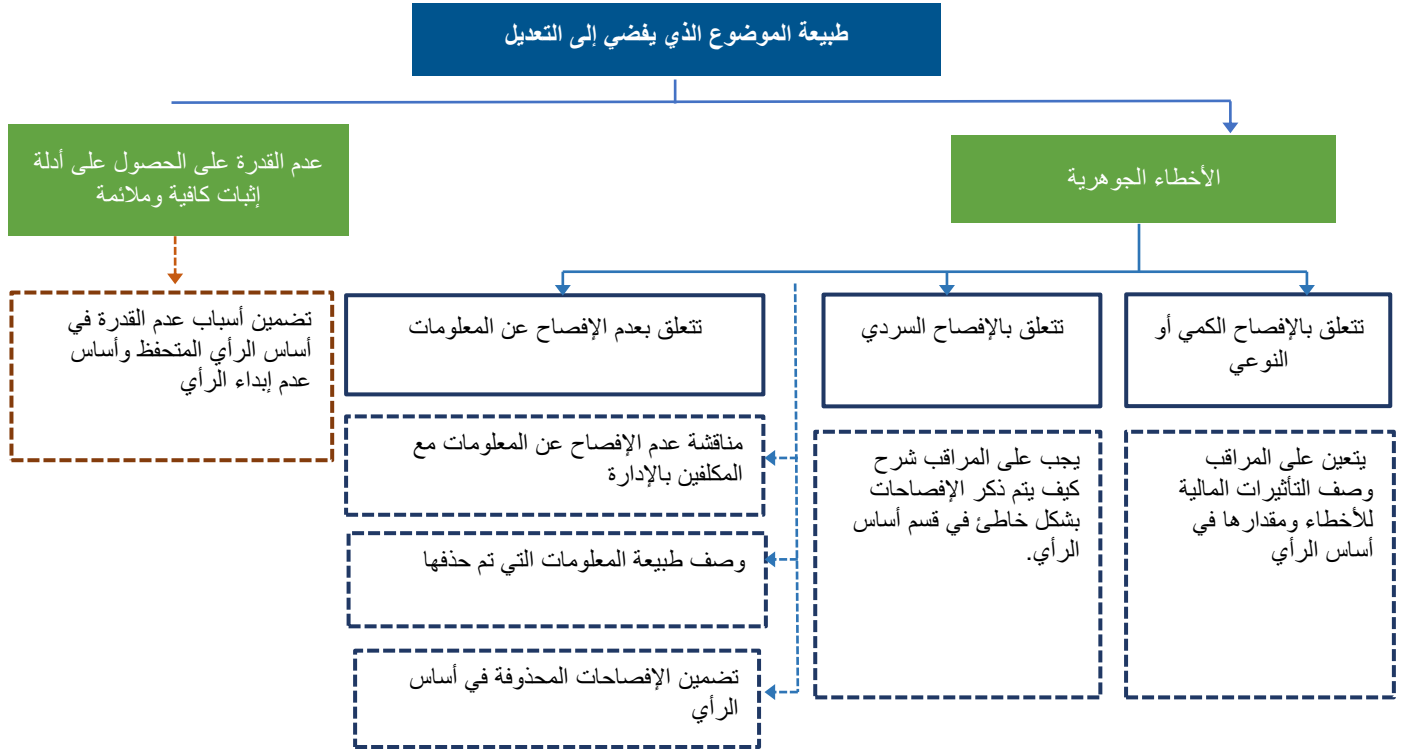 طبيعة الموضوع الذي يفضي إلى التعديل
الأخطاء الجوهرية
عدم القدرة على الحصول على أدلة
إثبات كافية وملائمة
تتعلق بالإفصاح الكمي أو
النوعي
تتعلق بالإفصاح السردي
تتعلق بعدم الإفصاح عن المعلومات
تضمين أسباب عدم القدرة في
أساس الرأي المتحفظ وأساس
عدم إبداء الرأي
يتعين على المراقب
وصف التأثيرات المالية
للأخطاء ومقدارها في
أساس الرأي
يجب على المراقب شرح
كيف يتم ذكر الإفصاحات
بشكل خاطئ في قسم أساس
الرأي.
مناقشة عدم الإفصاح عن المعلومات مع
المكلفين بالإدارة
وصف طبيعة المعلومات التي تم حذفها
تضمين الإفصاحات المحذوفة في أساس
الرأي